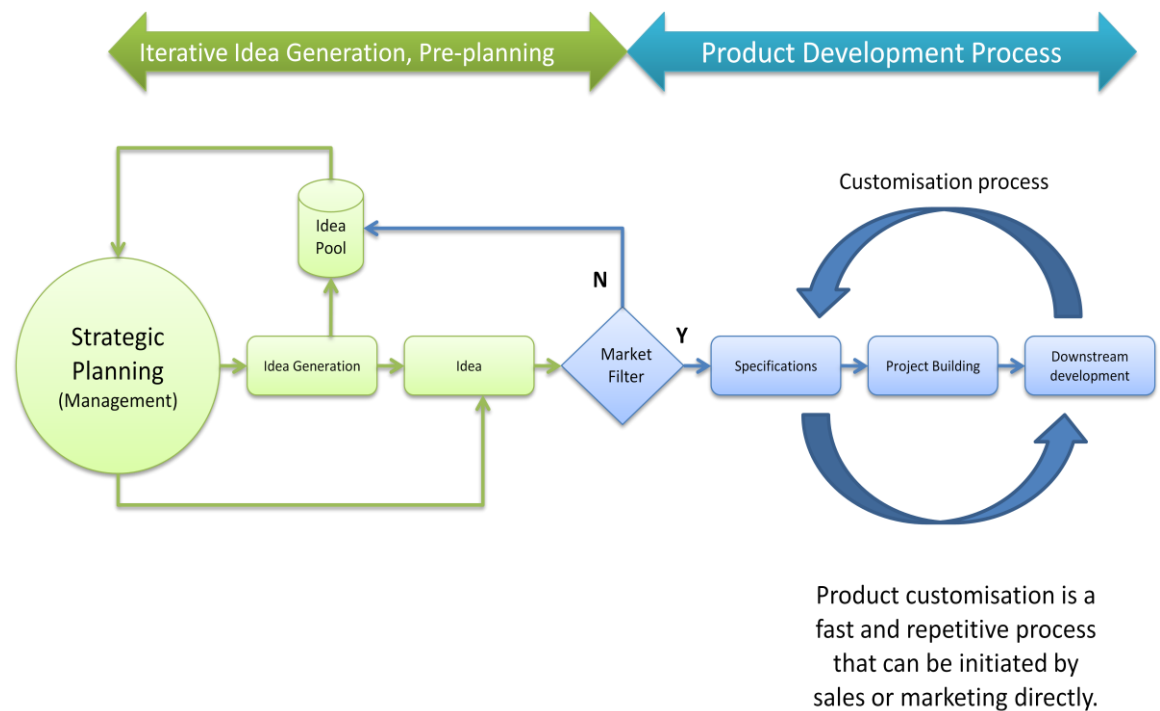 Iterative Idea Generation, Pre-planning
Product Development Process
Customisation process
Idea
Pool
N
Y
Strategic
Planning
(Management)
Idea Generation
Idea
Market
Filter
Specifications
Project Building
Downstream
development
Product customisation is a
fast and repetitive process
that can be initiated by
sales or marketing directly.